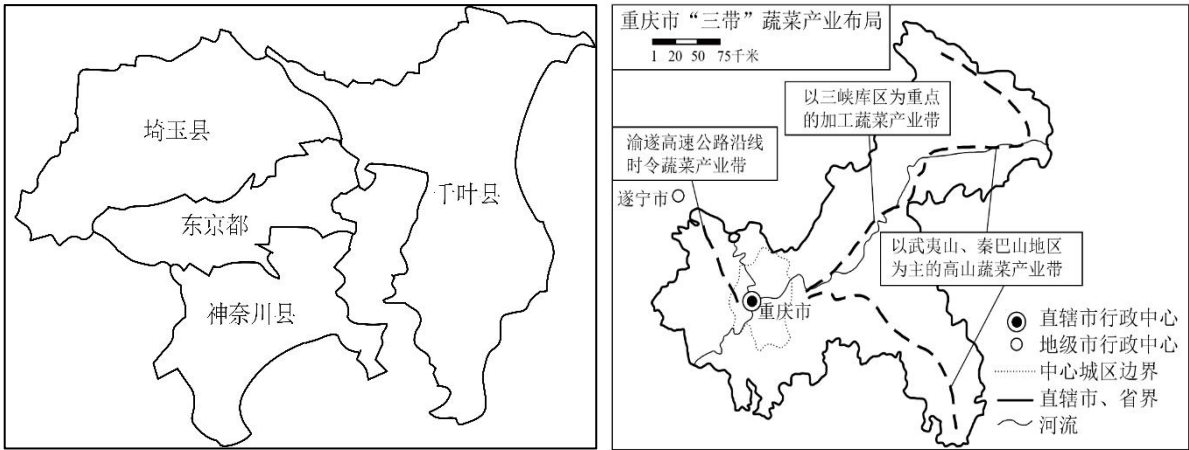 埼玉县
东京都
千叶县
神奈川县
重庆市“三带”蔬菜产业布局
1 20 50 75千米
以三峡库区为重点
的加工蔬菜产业带
渝遂高速公路沿线
时令蔬菜产业带
遂宁市
以武夷山、秦巴山地区
为主的高山蔬菜产业带
重庆市
直辖市行政中心
地级市行政中心
中心城区边界
直辖市、省界
河流